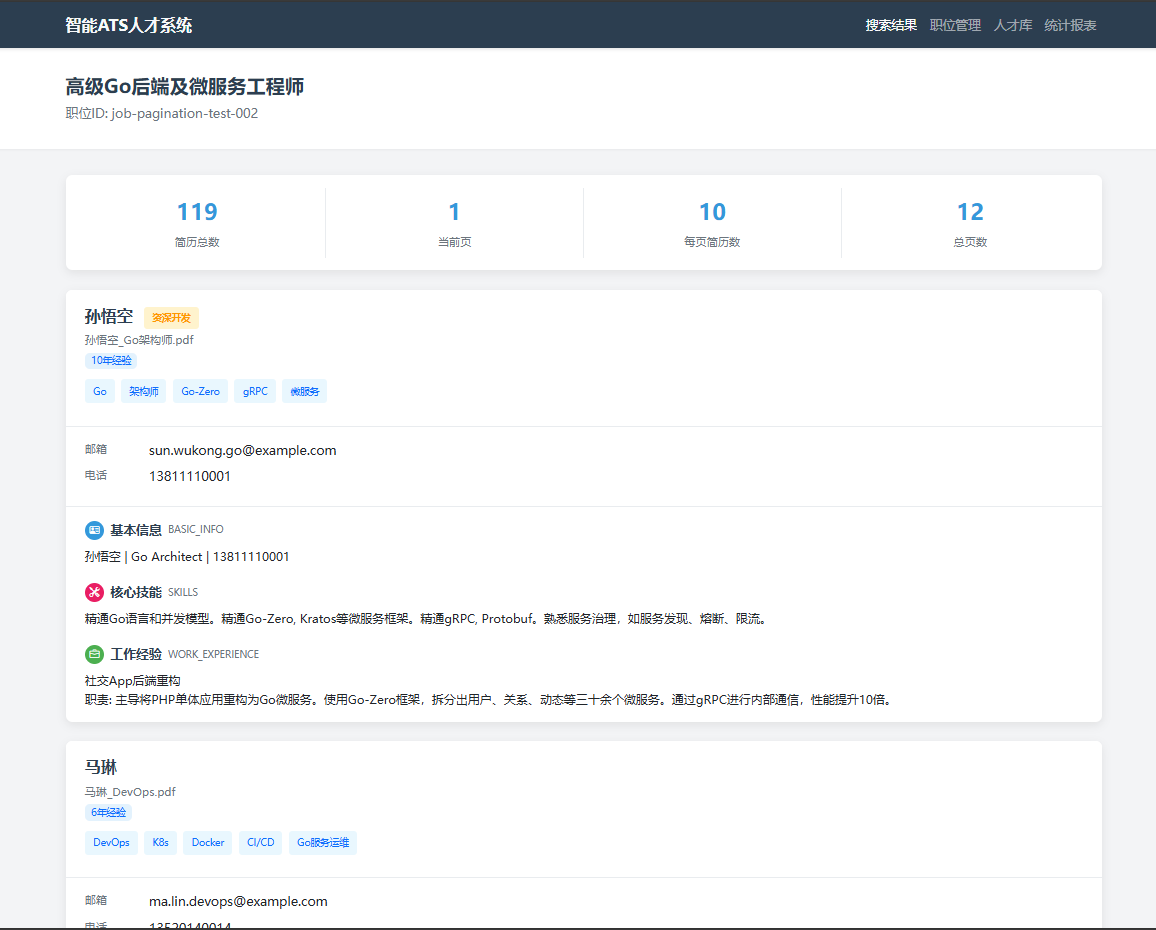 智能ATS人才系统
搜索结果 职位管理 人才库 统计报表
高级Go后端及微服务工程师
职位ID: job-pagination-test-002
119 1 10 12
简历总数 当前页 每页简历数 总页数
孙悟空 资深开发
孙悟空_Go架构师.pdf
10年经验
Go 架构师 Go-Zero gRPC 微服务
邮箱 sun.wukong.go@example.com
电话 13811110001
基本信息 BASIC_INFO
孙悟空 | Go Architect | 13811110001
核心技能 SKILLS
精通Go语言和并发模型。精通Go-Zero, Kratos等微服务框架。精通gRPC, Protobuf。熟悉服务治理，如服务发现、熔断、限流。
工作经验 WORK_EXPERIENCE
社交App后端重构
职责: 主导将PHP单体应用重构为Go微服务。使用Go-Zero框架，拆分出用户、关系、动态等三十余个微服务。通过gRPC进行内部通信，性能提升10倍。
马琳
马琳_DevOps.pdf
6年经验
DevOps K8s Docker CI/CD Go服务运维
邮箱 ma.lin.devops@example.com
电话 13520140014